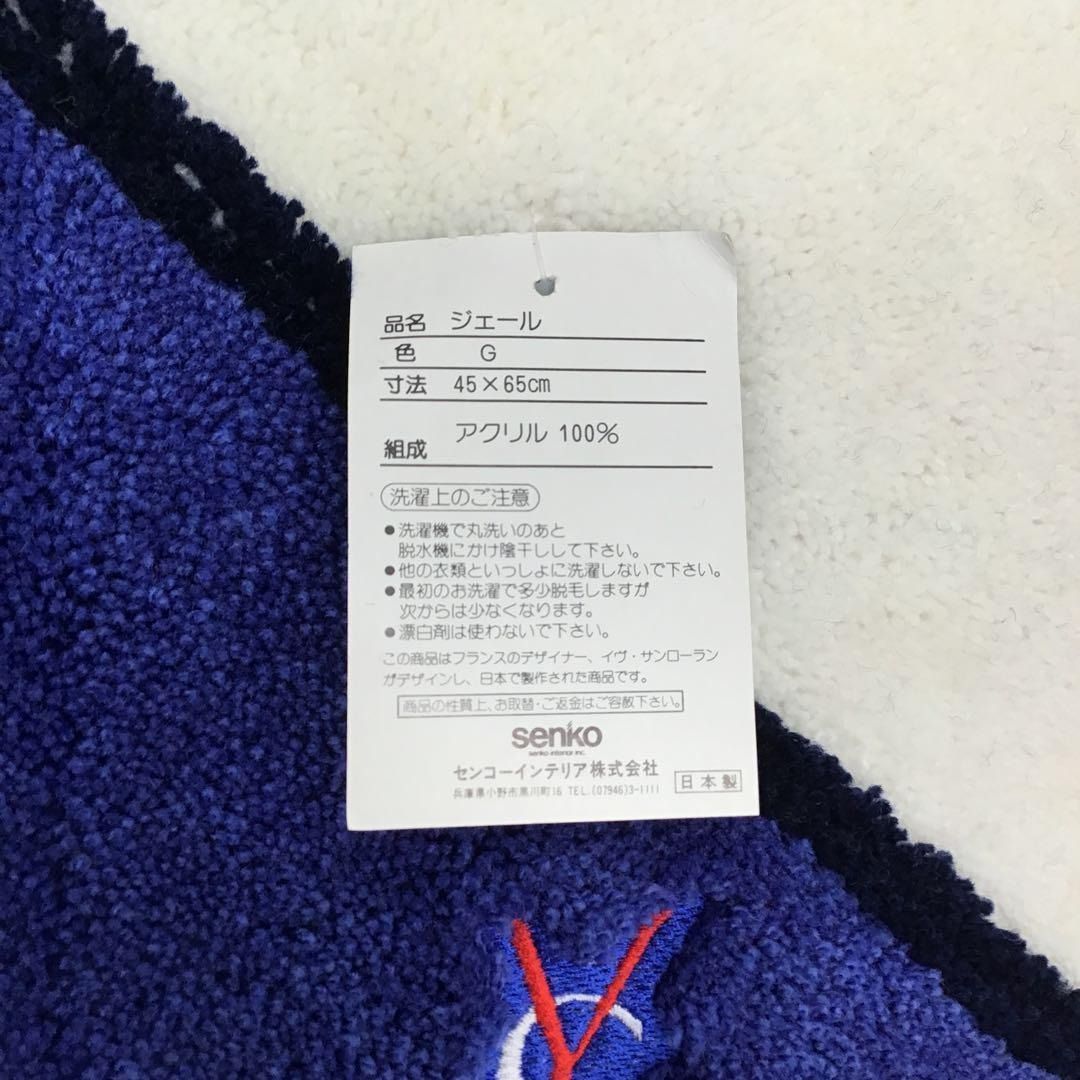 品名 ジェール
色 G
寸法 45×65cm
組成 アクリル 100%
洗濯上のご注意
●洗濯機で丸洗いのあと
脱水機にかけ陰干しして下さい。
●他の衣類といっしょに洗濯しないで下さい。
●最初のお洗濯で多少脱毛しますが
次からは少なくなります。
●漂白剤は使わないで下さい。
この商品はフランスのデザイナー、イヴ・サンローラン
がデザインし、日本で製作された商品です。
商品の性質上、お取替・ご返金はご容赦下さい。
senko
senko interior inc.
センコーインテリア株式会社
日本製
兵庫県小野市黒川町16 TEL.(07946)3-1111